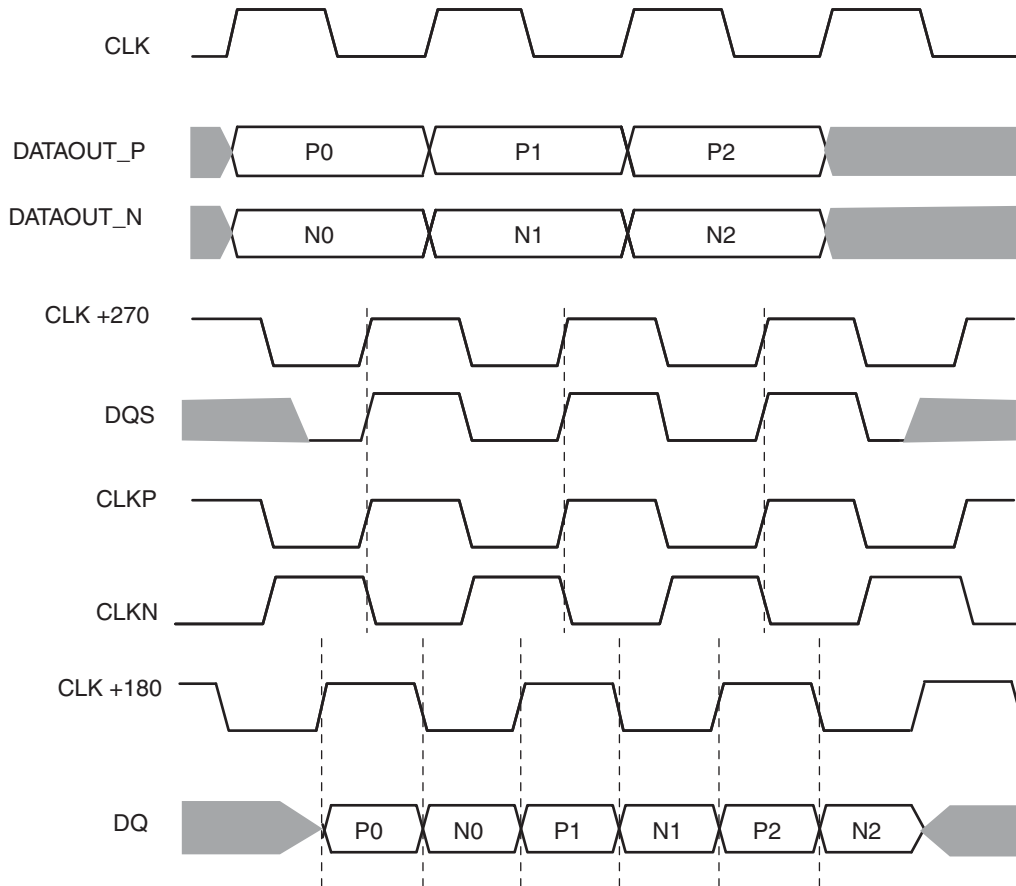 CLK
DATAOUT_P P0 P1 P2
DATAOUT_N N0 N1 N2
CLK +270
DQS
CLKP
CLKN
CLK +180
DQ P0 N0 P1 N1 P2 N2